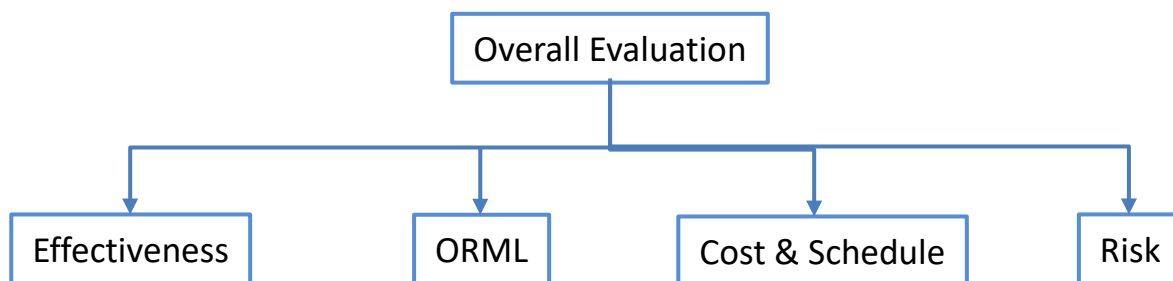 Overall Evaluation
Effectiveness
ORML
Cost & Schedule
Risk